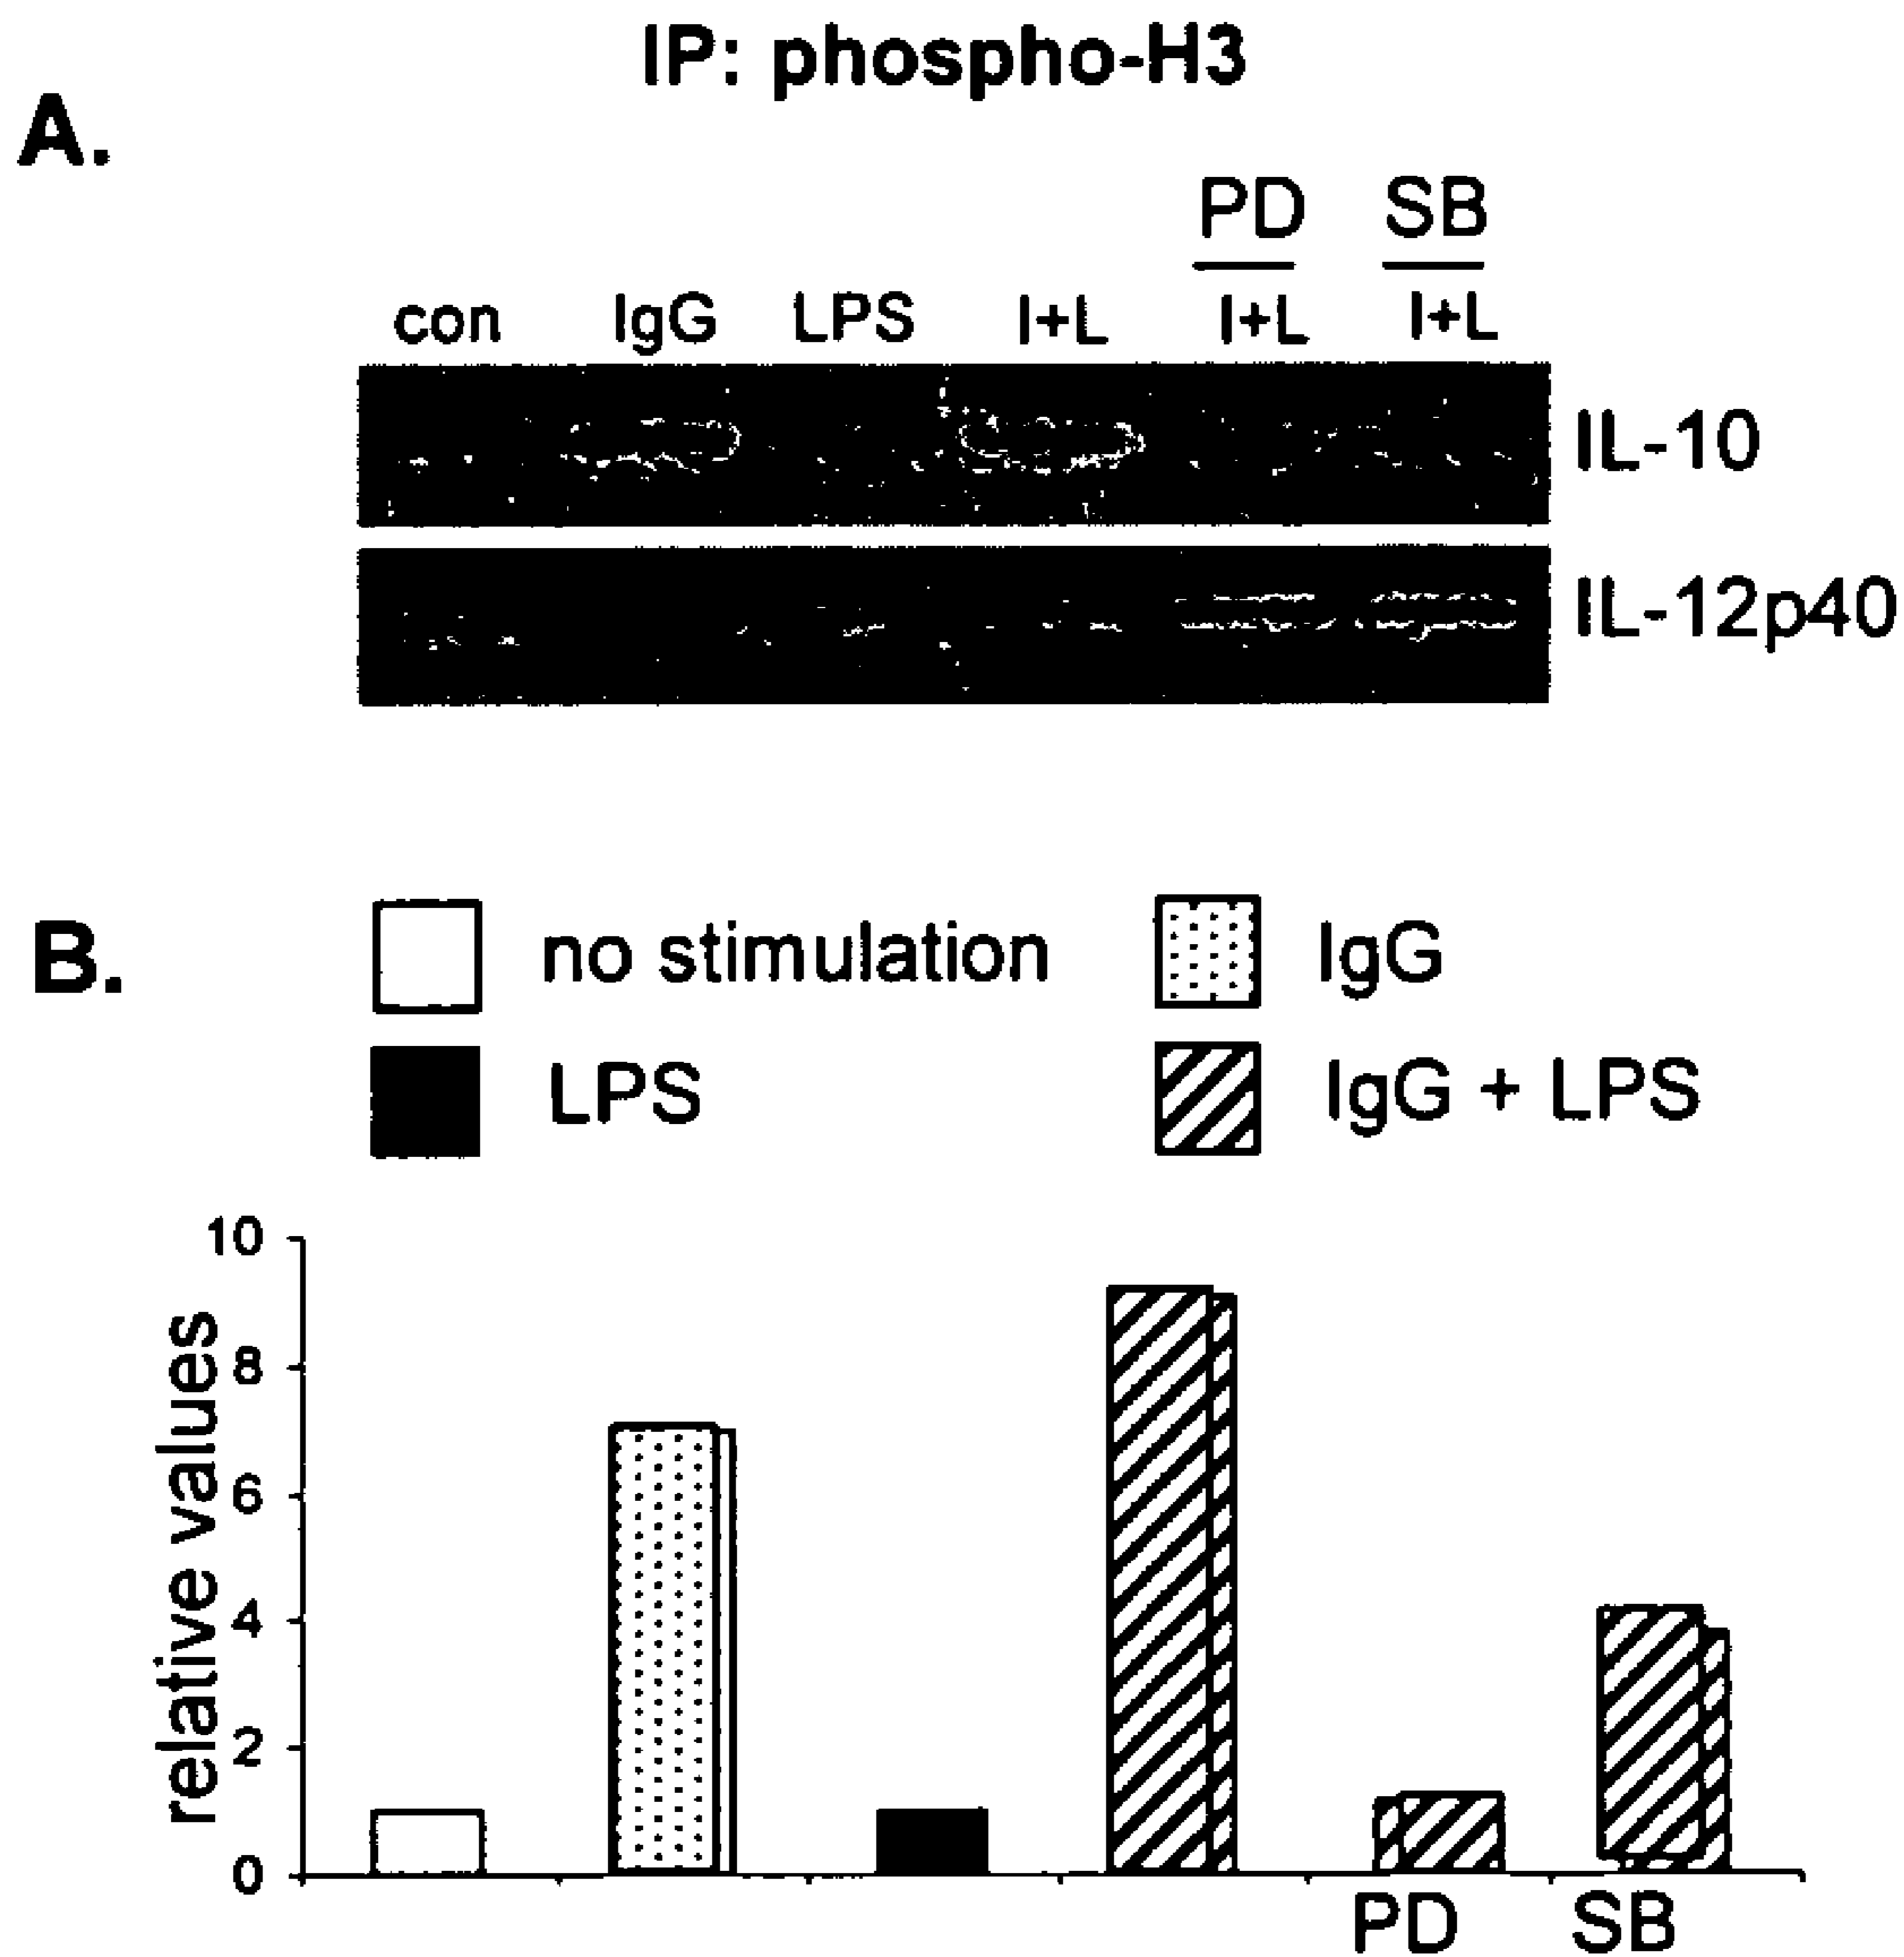 IP: phospho-H3
A.
PD SB
con IgG LPS I+L I+L I+L
IL-10
IL-12p40
B.
no stimulation IgG
LPS IgG + LPS
relative values
10
8
6
4
2
0
PD SB